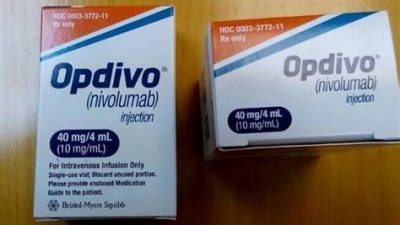 NDC 0003-3772-11
Rx only
Opdivo®
(nivolumab)
injection
40 mg/4 mL
(10 mg/mL)
For Intravenous Infusion Only
Single-use vial; Discard unused portion.
Please provide enclosed Medication
Guide to the patient.
Bristol-Myers Squibb
NDC 0003-3772-11
Rx only
Opdivo®
(nivolumab)
injection
40 mg/4 mL
(10 mg/mL)